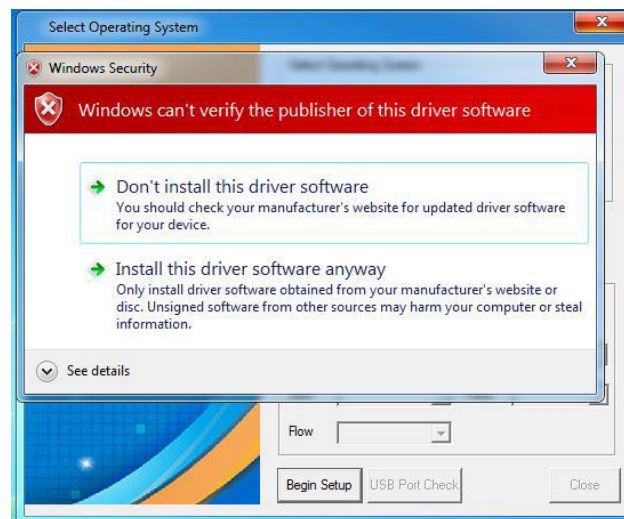 Select Operating System
Windows Security
Windows can't verify the publisher of this driver software
Don't install this driver software
You should check your manufacturer's website for updated driver software
for your device.
Install this driver software anyway
Only install driver software obtained from your manufacturer's website or
disc. Unsigned software from other sources may harm your computer or steal
information.
See details
Flow
Begin Setup
USB Port Check
Close